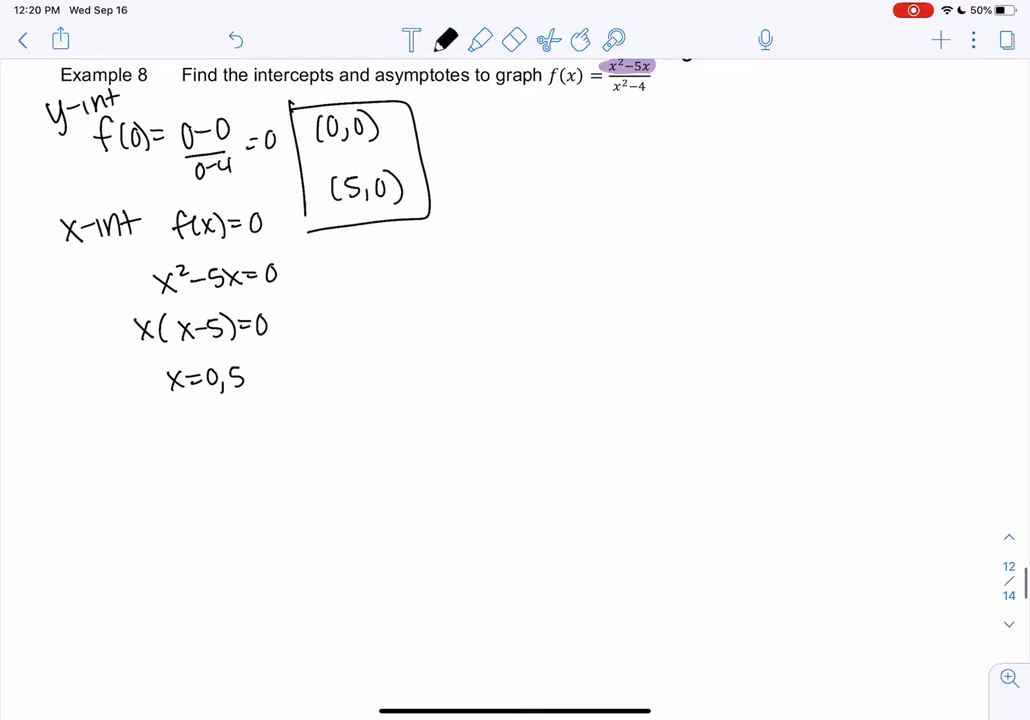 12:20 PM Wed Sep 16
50%
T
Example 8 Find the intercepts and asymptotes to graph f(x) = x²−5x / x²−4
y-int
f(0) = 0-0 / 0-4 = 0
(0,0)
(5,0)
x-int f(x) = 0
x² - 5x = 0
x(x-5) = 0
x = 0, 5
12
/
14